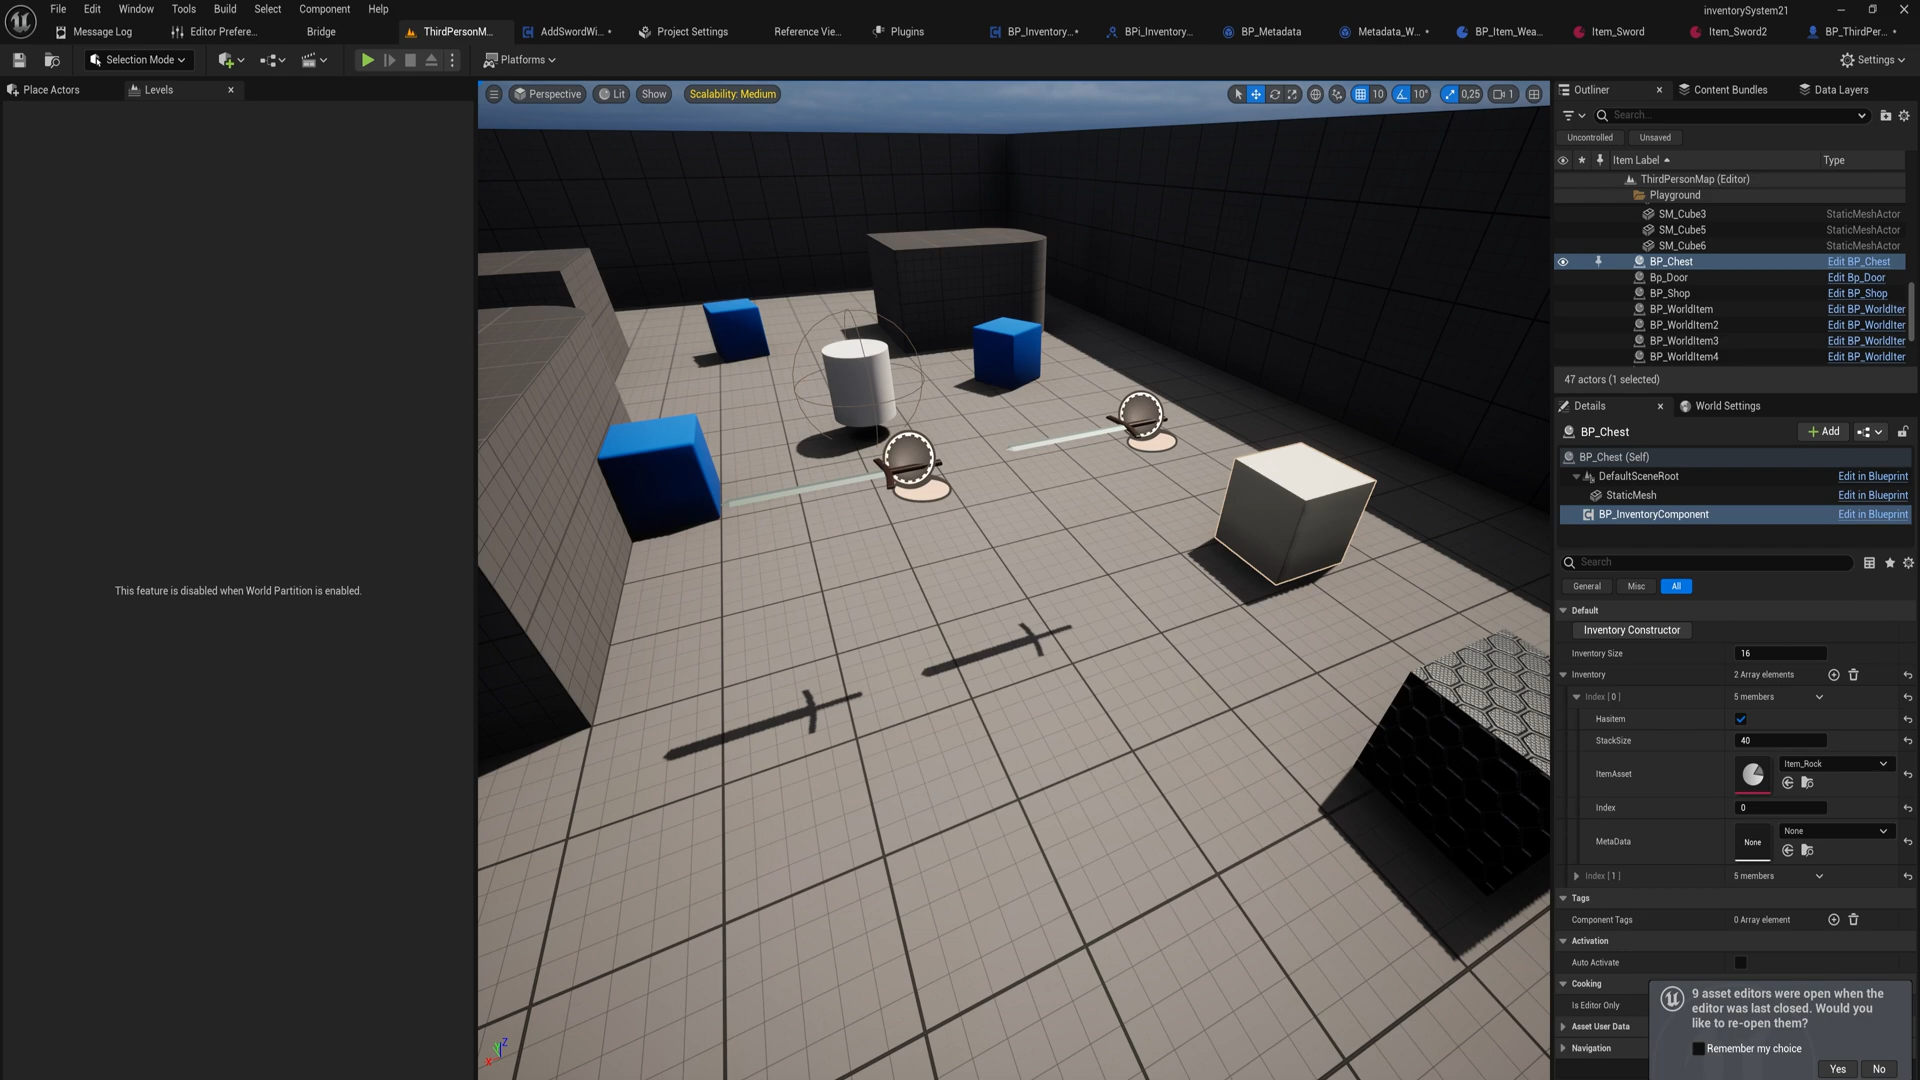 File Edit Window Tools Build Select Component Help
inventorySystem21
Message Log
Editor Prefere...
Bridge
ThirdPersonM...
AddSwordWi... •
Project Settings
Reference Vie...
Plugins
BP_Inventory... •
BPi_Inventory...
BP_Metadata
Metadata_W... •
BP_Item_Wea...
Item_Sword
Item_Sword2
BP_ThirdPer... •
Selection Mode
Platforms
Settings
Place Actors
Levels
Perspective
Lit
Show
Scalability: Medium
10
10°
0,25
1
Outliner
Content Bundles
Data Layers
Search...
Uncontrolled
Unsaved
Item Label
Type
ThirdPersonMap (Editor)
Playground
SM_Cube3 StaticMeshActor
SM_Cube5 StaticMeshActor
SM_Cube6 StaticMeshActor
BP_Chest Edit BP_Chest
Bp_Door Edit Bp_Door
BP_Shop Edit BP_Shop
BP_WorldItem Edit BP_WorldIter
BP_WorldItem2 Edit BP_WorldIter
BP_WorldItem3 Edit BP_WorldIter
BP_WorldItem4 Edit BP_WorldIter
47 actors (1 selected)
Details
World Settings
BP_Chest
Add
BP_Chest (Self)
DefaultSceneRoot Edit in Blueprint
StaticMesh Edit in Blueprint
BP_InventoryComponent Edit in Blueprint
Search
General
Misc
All
Default
Inventory Constructor
Inventory Size 16
Inventory 2 Array elements
Index [ 0 ] 5 members
Hasitem
StackSize 40
ItemAsset Item_Rock
Index 0
MetaData None None
Index [ 1 ] 5 members
Tags
Component Tags 0 Array element
Activation
Auto Activate
Cooking
Is Editor Only
Asset User Data
Navigation
This feature is disabled when World Partition is enabled.
Z
X
9 asset editors were open when the
editor was last closed. Would you
like to re-open them?
Remember my choice
Yes
No